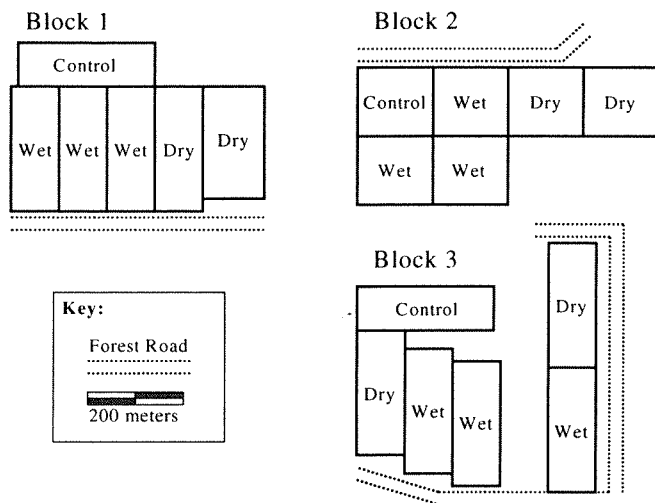 Block 1
Control
Wet Wet Wet Dry Dry
Block 2
Control Wet Dry Dry
Wet Wet
Block 3
Control
Dry
Wet
Wet
Dry
Wet
Key:
Forest Road
200 meters